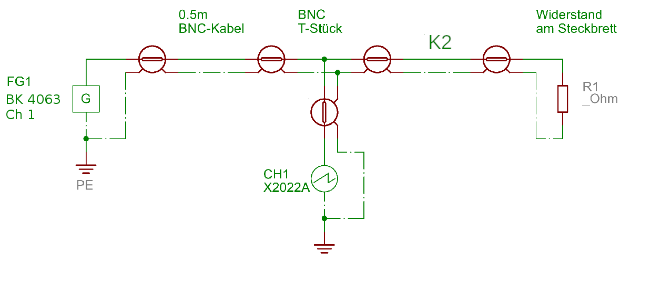 0.5m
BNC-Kabel
BNC
T-Stück
K2
Widerstand
am Steckbrett
FG1
BK 4063
Ch 1
G
R1
_Ohm
PE
CH1
X2022A